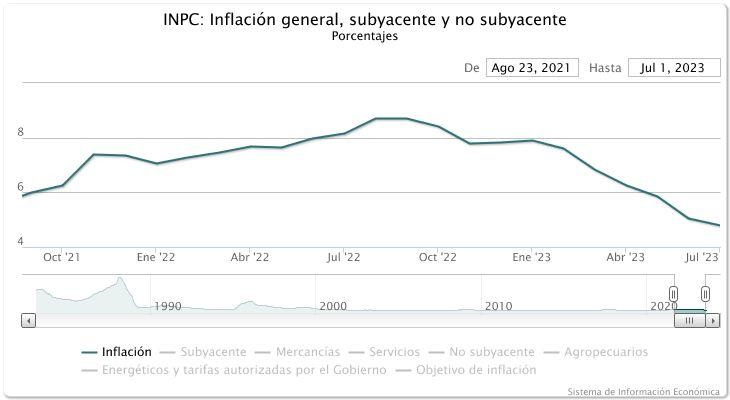 INPC: Inflación general, subyacente y no subyacente
Porcentajes
De Ago 23, 2021 Hasta Jul 1, 2023
8
6
4
Oct '21 Ene '22 Abr '22 Jul '22 Oct '22 Ene '23 Abr '23 Jul '23
1990 2000 2010 2020
Inflación Subyacente Mercancías Servicios No subyacente Agropecuarios
Energéticos y tarifas autorizadas por el Gobierno Objetivo de inflación
Sistema de Información Económica